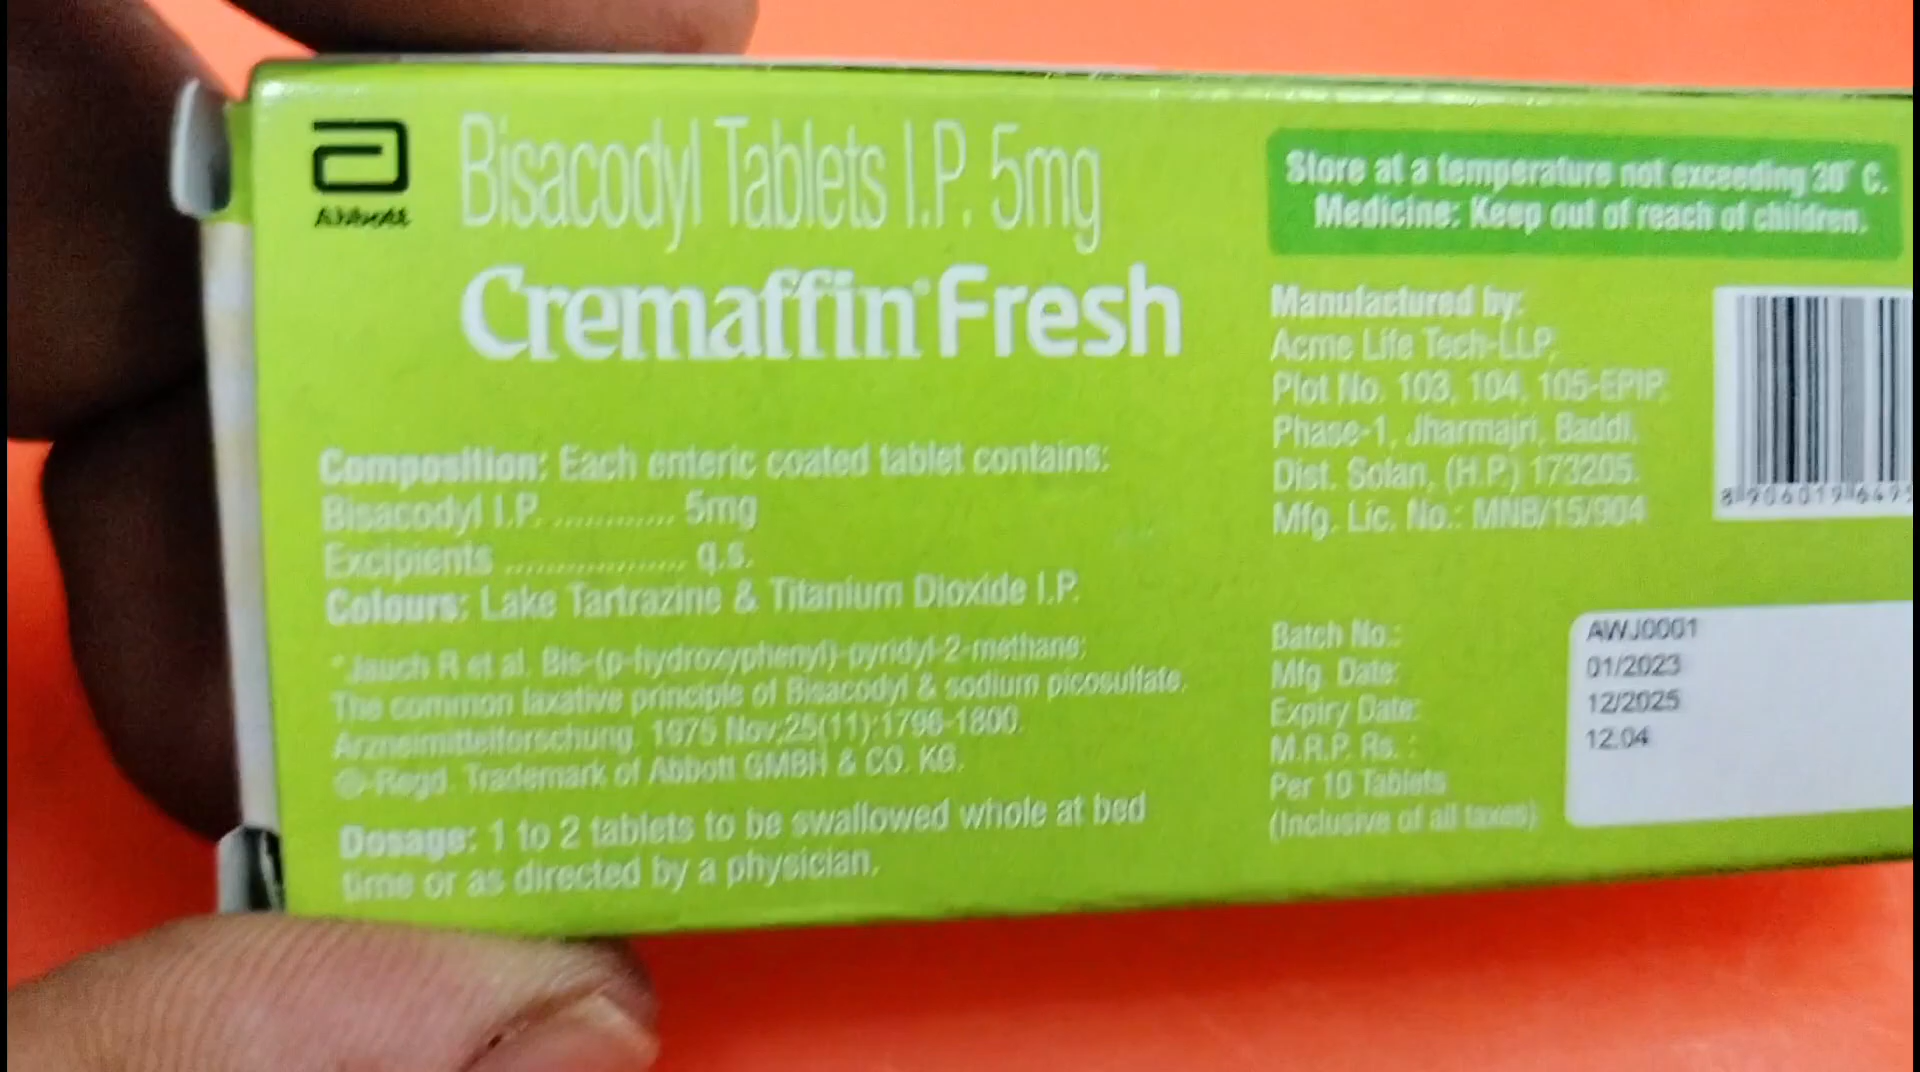 Abbott
Bisacodyl Tablets I.P. 5mg
Cremaffin® Fresh
Composition: Each enteric coated tablet contains:
Bisacodyl I.P. ............ 5mg
Excipients ................. q.s.
Colours: Lake Tartrazine & Titanium Dioxide I.P.
*Jauch R et al. Bis-(p-hydroxyphenyl)-pyridyl-2-methane;
The common laxative principle of Bisacodyl & sodium picosulfate.
Arzneimittelforschung. 1975 Nov;25(11):1796-1800.
®-Regd. Trademark of Abbott GMBH & CO. KG.
Dosage: 1 to 2 tablets to be swallowed whole at bed
time or as directed by a physician.
Store at a temperature not exceeding 30° C.
Medicine: Keep out of reach of children.
Manufactured by:
Acme Life Tech-LLP,
Plot No. 103, 104, 105-EPIP,
Phase-1, Jharmajri, Baddi,
Dist. Solan, (H.P.) 173205.
Mfg. Lic. No.: MNB/15/904
8 906019 6495
Batch No.: AWJ0001
Mfg. Date: 01/2023
Expiry Date: 12/2025
M.R.P. Rs. : 12.04
Per 10 Tablets
(Inclusive of all taxes)